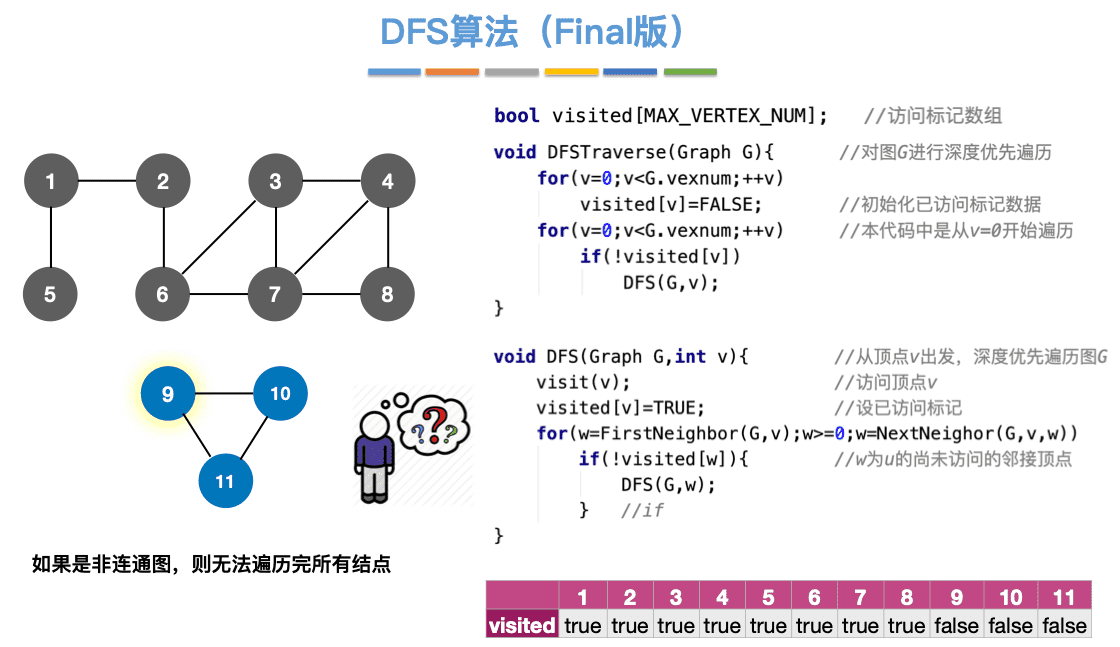 DFS算法（Final版）
bool visited[MAX_VERTEX_NUM];   //访问标记数组
void DFSTraverse(Graph G){   //对图G进行深度优先遍历
for(v=0;v<G.vexnum;++v)
visited[v]=FALSE;   //初始化已访问标记数据
for(v=0;v<G.vexnum;++v)   //本代码中是从v=0开始遍历
if(!visited[v])
DFS(G,v);
}
void DFS(Graph G,int v){   //从顶点v出发，深度优先遍历图G
visit(v);   //访问顶点v
visited[v]=TRUE;   //设已访问标记
for(w=FirstNeighbor(G,v);w>=0;w=NextNeighor(G,v,w))
if(!visited[w]){   //w为u的尚未访问的邻接顶点
DFS(G,w);
}   //if
}
1 2 3 4
5 6 7 8
9 10
11
? ? ?
如果是非连通图，则无法遍历完所有结点
1 2 3 4 5 6 7 8 9 10 11
visited true true true true true true true true false false false